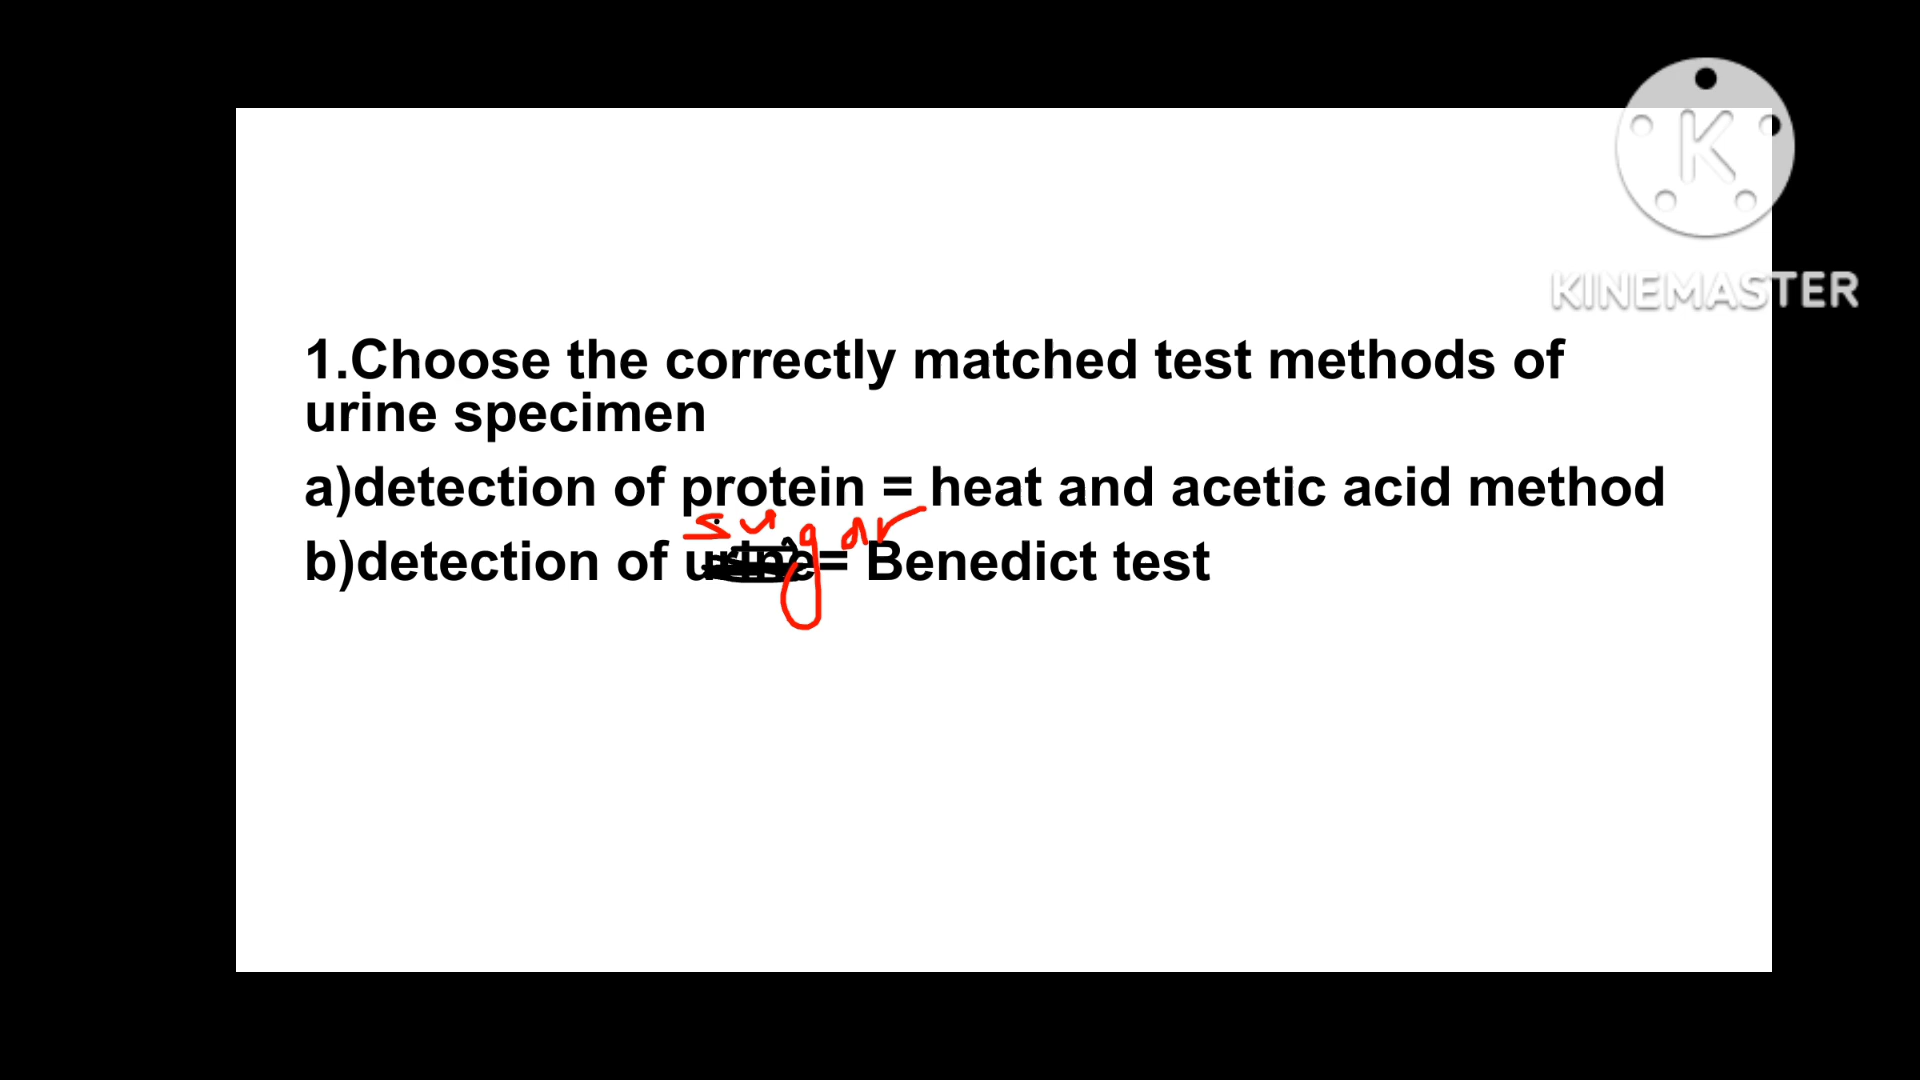 K
KINEMASTER
1.Choose the correctly matched test methods of
urine specimen
a)detection of protein = heat and acetic acid method
sugar
b)detection of urine= Benedict test